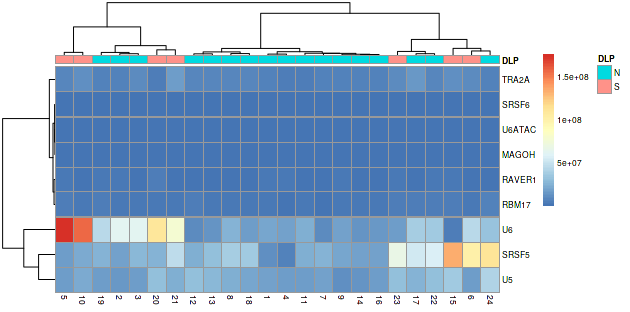 DLP
DLP
N
S
TRA2A
SRSF6
U6ATAC
MAGOH
RAVER1
RBM17
U6
SRSF5
U5
1.5e+08
1e+08
5e+07
5 10 19 2 3 20 21 12 13 8 18 1 4 11 7 9 14 16 23 17 22 15 6 24